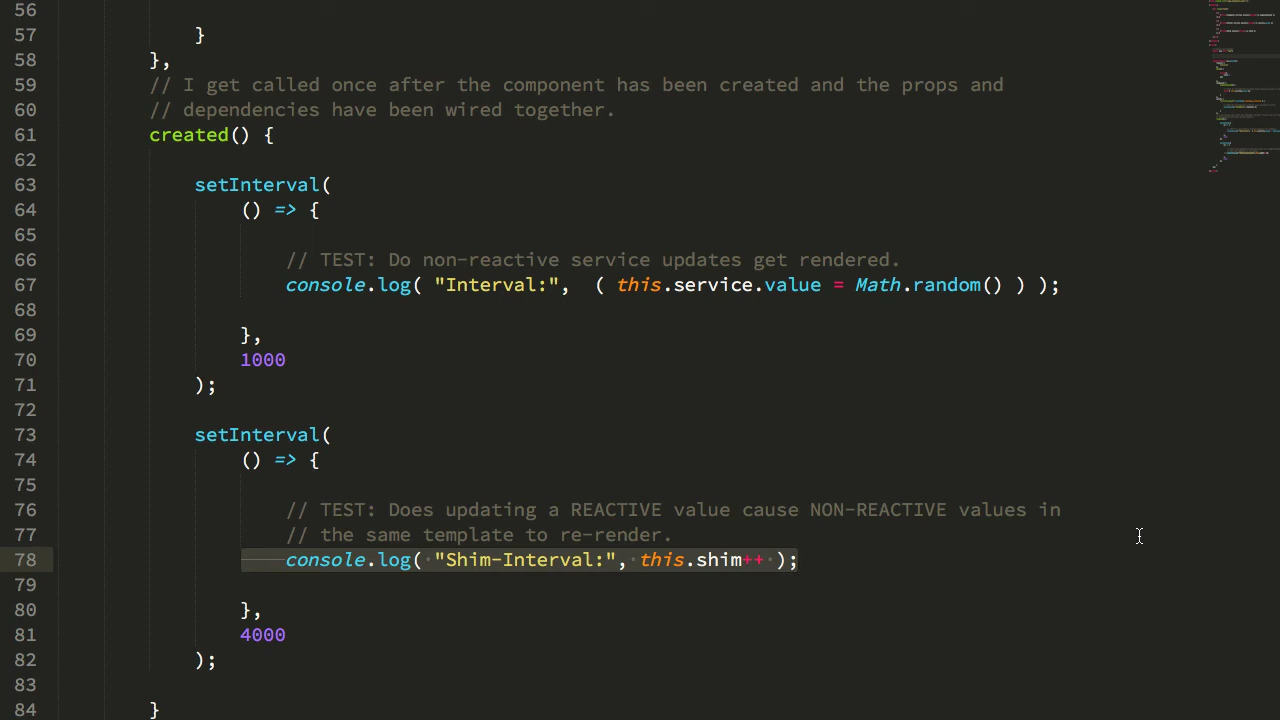 56
57 }
58 },
59 // I get called once after the component has been created and the props and
60 // dependencies have been wired together.
61 created() {
62
63 setInterval(
64 () => {
65
66 // TEST: Do non-reactive service updates get rendered.
67 console.log( "Interval:",  ( this.service.value = Math.random() ) );
68
69 },
70 1000
71 );
72
73 setInterval(
74 () => {
75
76 // TEST: Does updating a REACTIVE value cause NON-REACTIVE values in
77 // the same template to re-render.
78 console.log( "Shim-Interval:", this.shim++ );
79
80 },
81 4000
82 );
83
84 }